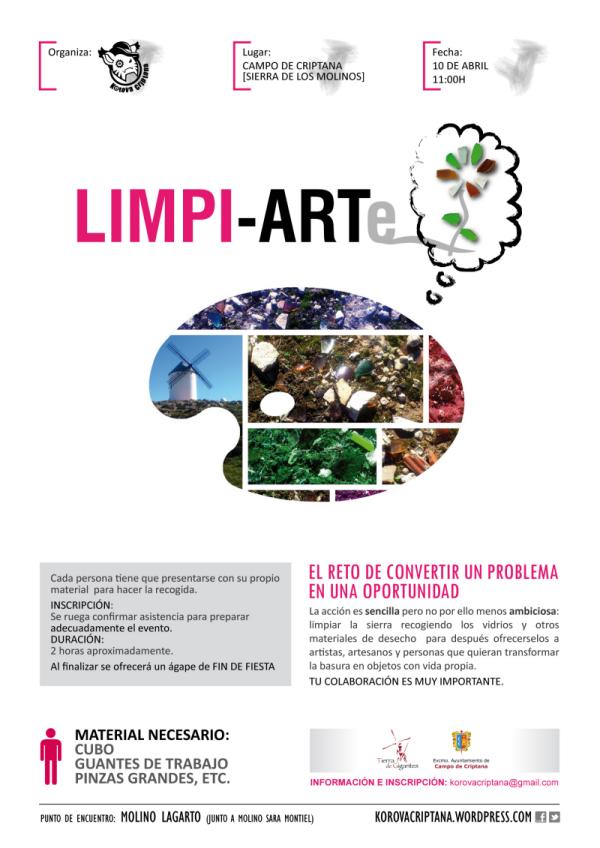 Organiza:
Korova Criptana
Lugar:
CAMPO DE CRIPTANA
[SIERRA DE LOS MOLINOS]
Fecha:
10 DE ABRIL
11:00H
LIMPI-ARTe
Cada persona tiene que presentarse con su propio
material para hacer la recogida.
INSCRIPCIÓN:
Se ruega confirmar asistencia para preparar
adecuadamente el evento.
DURACIÓN:
2 horas aproximadamente.
Al finalizar se ofrecerá un ágape de FIN DE FIESTA
EL RETO DE CONVERTIR UN PROBLEMA
EN UNA OPORTUNIDAD
La acción es sencilla pero no por ello menos ambiciosa:
limpiar la sierra recogiendo los vidrios y otros
materiales de desecho para después ofrecerselos a
artistas, artesanos y personas que quieran transformar
la basura en objetos con vida propia.
TU COLABORACIÓN ES MUY IMPORTANTE.
MATERIAL NECESARIO:
CUBO
GUANTES DE TRABAJO
PINZAS GRANDES, ETC.
Tierra
de Gigantes
Excmo. Ayuntamiento de
Campo de Criptana
INFORMACIÓN E INSCRIPCIÓN: korovacriptana@gmail.com
PUNTO DE ENCUENTRO: MOLINO LAGARTO (JUNTO A MOLINO SARA MONTIEL)
KOROVACRIPTANA.WORDPRESS.COM